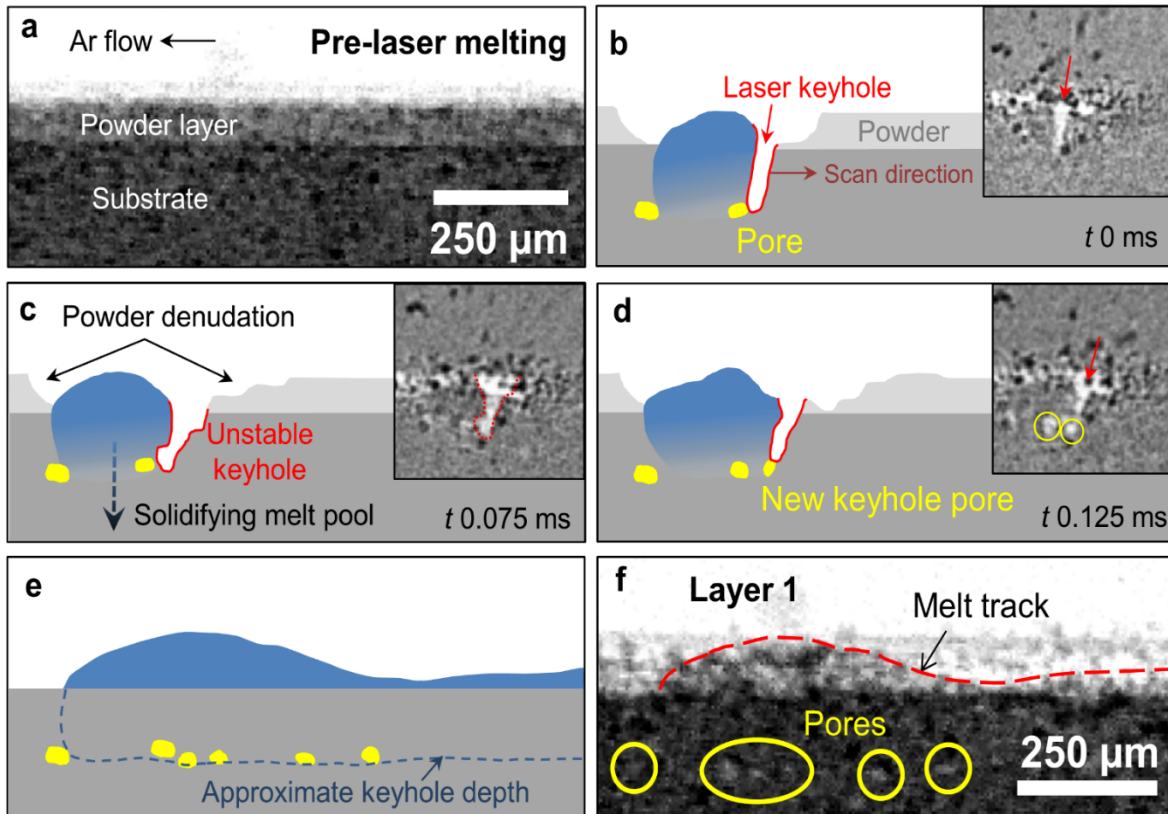 a
Ar flow
Pre-laser melting
Powder layer
Substrate
250 μm
b
Laser keyhole
Powder
Scan direction
Pore
t 0 ms
c
Powder denudation
Unstable
keyhole
Solidifying melt pool
t 0.075 ms
d
New keyhole pore
t 0.125 ms
e
Approximate keyhole depth
f
Layer 1
Melt track
Pores
250 μm